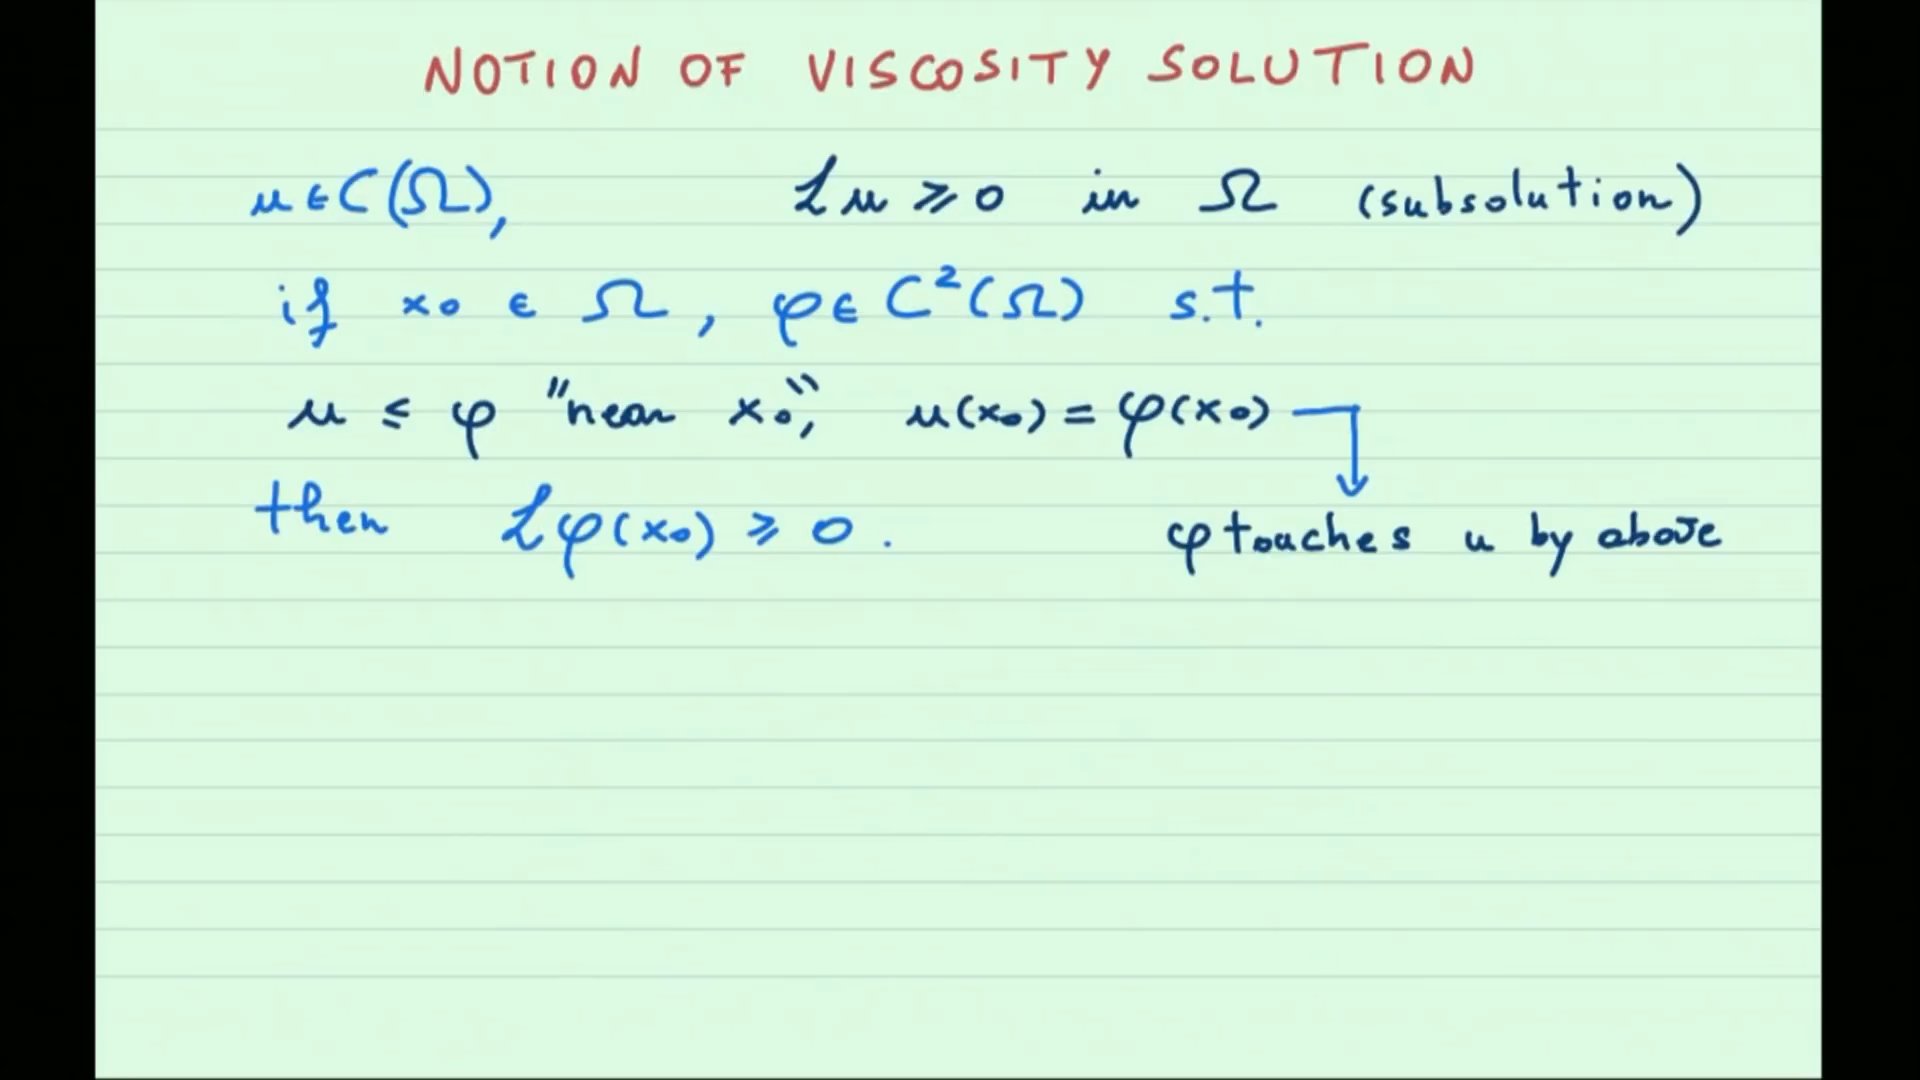 NOTION OF VISCOSITY SOLUTION
u ∈ C(Ω), ℒu ⩾ 0 in Ω (subsolution)
if x₀ ∈ Ω, φ ∈ C²(Ω) s.t.
u ≤ φ "near x₀", u(x₀) = φ(x₀)
then ℒφ(x₀) ⩾ 0.
φ touches u by above